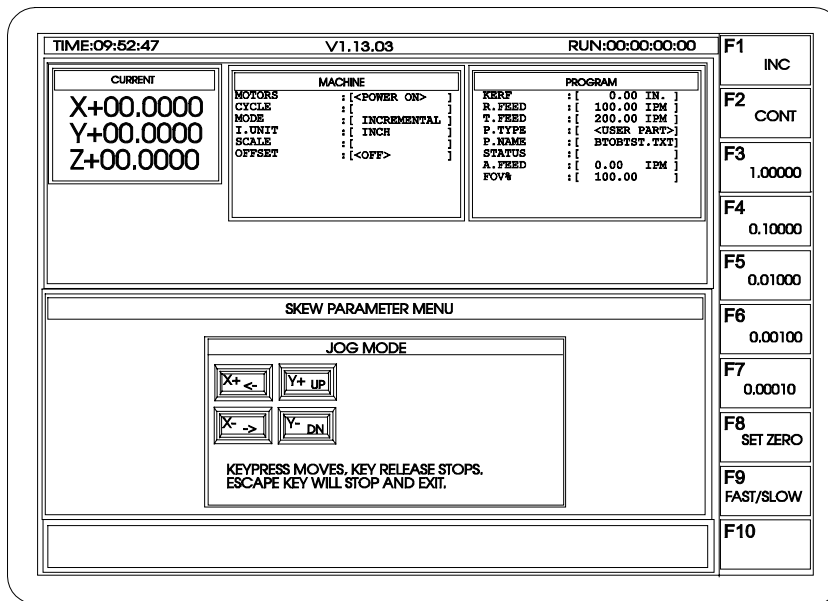 TIME:09:52:47 V1.13.03 RUN:00:00:00:00
CURRENT
X+00.0000
Y+00.0000
Z+00.0000
MACHINE
MOTORS :[<POWER ON> ]
CYCLE :[ ]
MODE :[ INCREMENTAL ]
I.UNIT :[ INCH ]
SCALE :[ ]
OFFSET :[<OFF> ]
PROGRAM
KERF :[ 0.00 IN. ]
R.FEED :[ 100.00 IPM ]
T.FEED :[ 200.00 IPM ]
P.TYPE :[ <USER PART>]
P.NAME :[ BTOBTST.TXT]
STATUS :[ ]
A.FEED :[ 0.00 IPM ]
FOV% :[ 100.00 ]
SKEW PARAMETER MENU
JOG MODE
X+ <- Y+ UP
X- -> Y- DN
KEYPRESS MOVES, KEY RELEASE STOPS.
ESCAPE KEY WILL STOP AND EXIT.
F1
INC
F2
CONT
F3
1.00000
F4
0.10000
F5
0.01000
F6
0.00100
F7
0.00010
F8
SET ZERO
F9
FAST/SLOW
F10